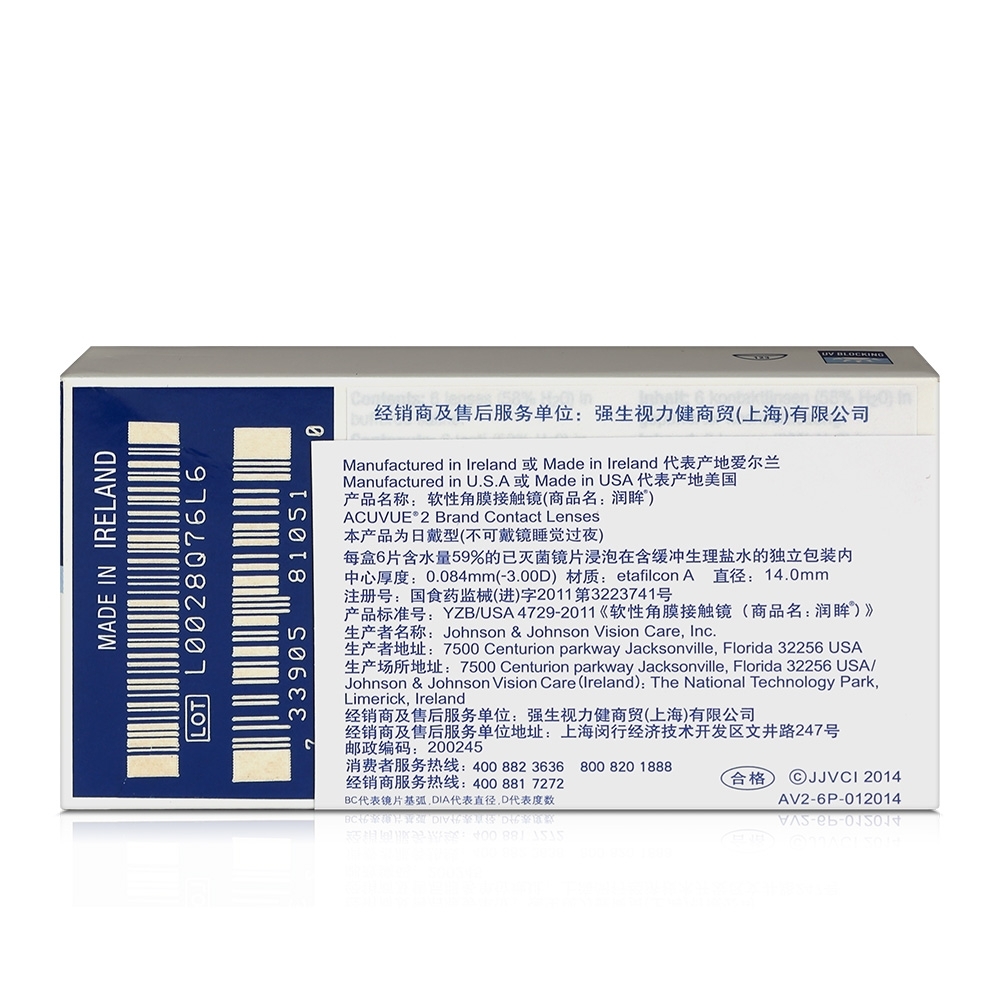 UV BLOCKING
MADE IN IRELAND
LOT L0028Q76L6
7 33905 81051 0
经销商及售后服务单位：强生视力健商贸(上海)有限公司
Manufactured in Ireland 或 Made in Ireland 代表产地爱尔兰
Manufactured in U.S.A 或 Made in USA 代表产地美国
产品名称：软性角膜接触镜(商品名：润眸®)
ACUVUE®2 Brand Contact Lenses
本产品为日戴型(不可戴镜睡觉过夜)
每盒6片含水量59%的已灭菌镜片浸泡在含缓冲生理盐水的独立包装内
中心厚度：0.084mm(-3.00D) 材质：etafilcon A 直径：14.0mm
注册号：国食药监械(进)字2011第3223741号
产品标准号：YZB/USA 4729-2011《软性角膜接触镜（商品名：润眸®）》
生产者名称：Johnson & Johnson Vision Care, Inc.
生产者地址：7500 Centurion parkway Jacksonville, Florida 32256 USA
生产场所地址：7500 Centurion parkway Jacksonville, Florida 32256 USA/
Johnson & Johnson Vision Care (Ireland)：The National Technology Park,
Limerick, Ireland
经销商及售后服务单位：强生视力健商贸(上海)有限公司
经销商及售后服务单位地址：上海闵行经济技术开发区文井路247号
邮政编码：200245
消费者服务热线：400 882 3636 800 820 1888
经销商服务热线：400 881 7272
BC代表镜片基弧,DIA代表直径,D代表度数
合格 ©JJVCI 2014
AV2-6P-012014